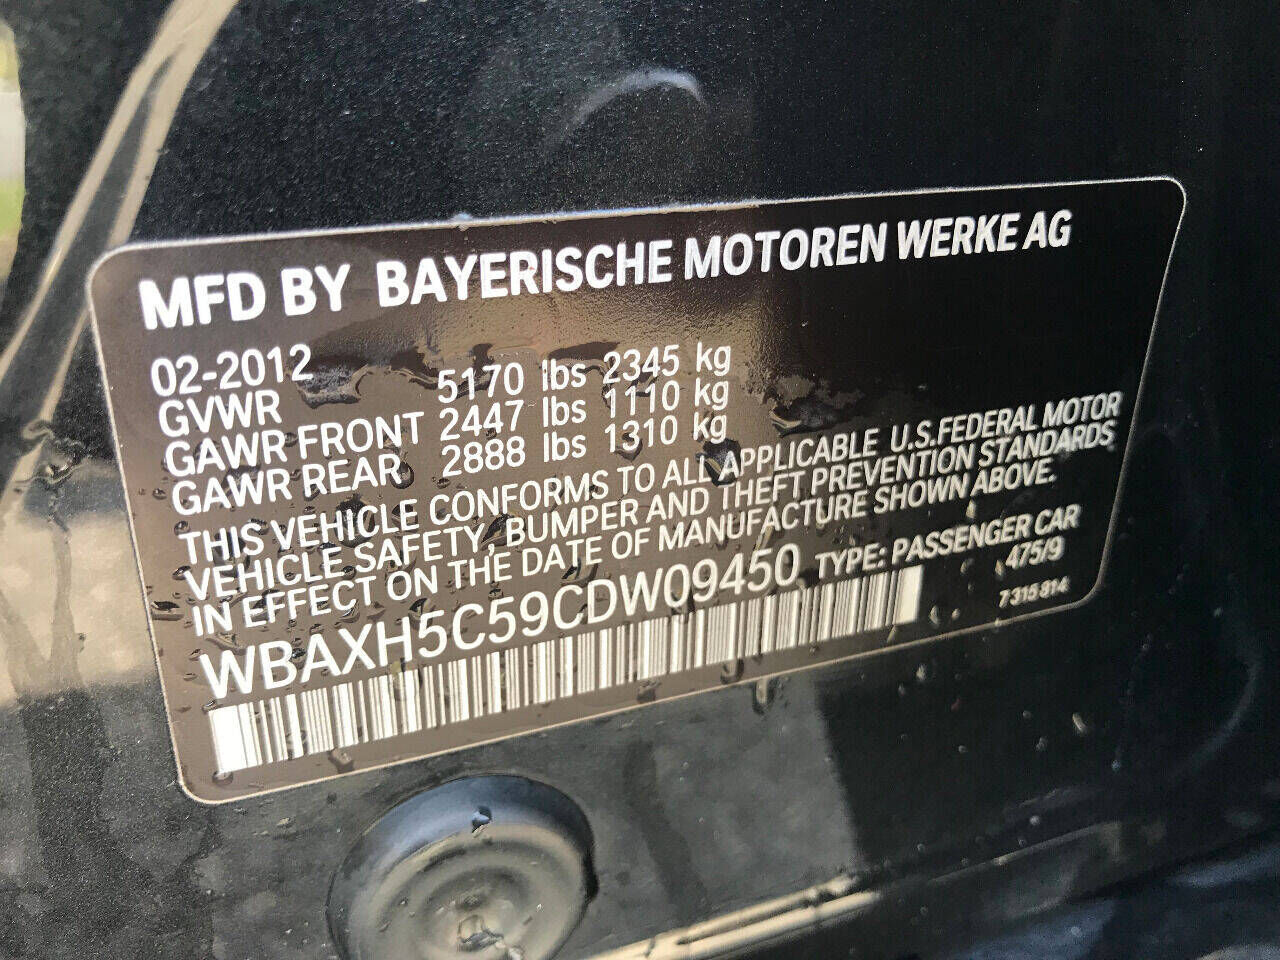 MFD BY BAYERISCHE MOTOREN WERKE AG
02-2012
GVWR 5170 lbs 2345 kg
GAWR FRONT 2447 lbs 1110 kg
GAWR REAR 2888 lbs 1310 kg
THIS VEHICLE CONFORMS TO ALL APPLICABLE U.S.FEDERAL MOTOR
VEHICLE SAFETY, BUMPER AND THEFT PREVENTION STANDARDS
IN EFFECT ON THE DATE OF MANUFACTURE SHOWN ABOVE.
WBAXH5C59CDW09450 TYPE: PASSENGER CAR
475/9
7 315 814